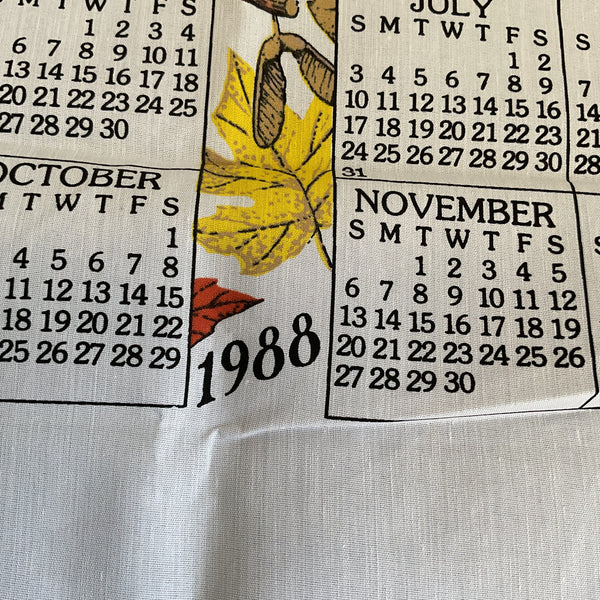 1 2 3 4
6 7 8 9 10 11
13 14 15 16 17 18
20 21 22 23 24 25
27 28 29 30
JULY
S M T W T F S
1 2
3 4 5 6 7 8 9
10 11 12 13 14 15 16
17 18 19 20 21 22 23
24 25 26 27 28 29 30
31
S
7
14
21
OCTOBER
T W T F S
1
4 5 6 7 8
11 12 13 14 15
18 19 20 21 22
25 26 27 28 29
1988
NOVEMBER
S M T W T F S
1 2 3 4 5
6 7 8 9 10 11 12
13 14 15 16 17 18 19
20 21 22 23 24 25 26
27 28 29 30